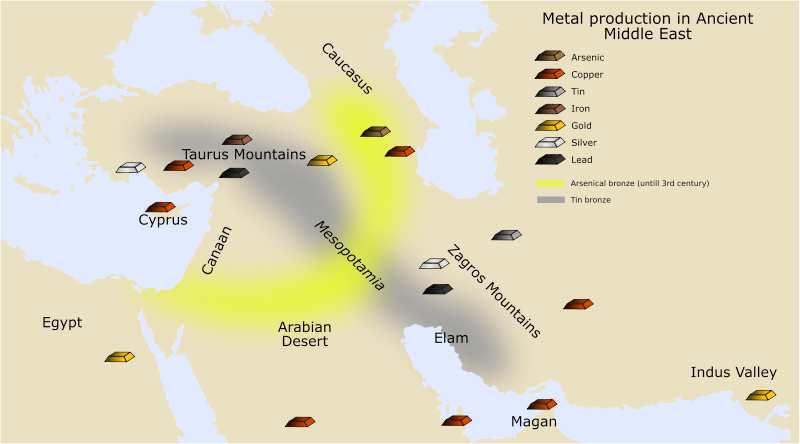 Metal production in Ancient
Middle East
Arsenic
Copper
Tin
Iron
Gold
Silver
Lead
Arsenical bronze (untill 3rd century)
Tin bronze
Caucasus
Taurus Mountains
Cyprus
Canaan
Mesopotamia
Zagros Mountains
Egypt
Arabian
Desert
Elam
Indus Valley
Magan